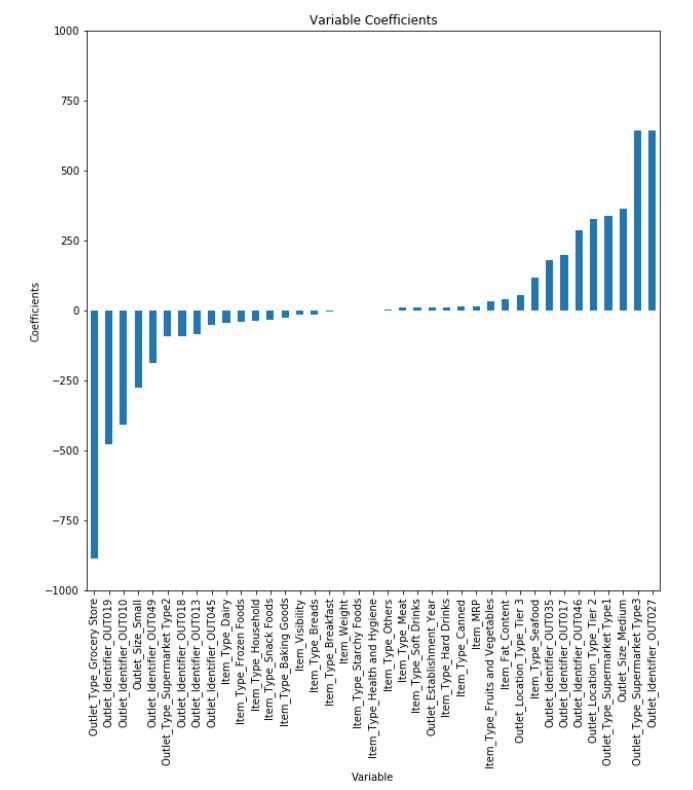 Variable Coefficients
1000
750
500
250
0
−250
−500
−750
−1000
Coefficients
Outlet_Type_Grocery Store
Outlet_Identifier_OUT019
Outlet_Identifier_OUT010
Outlet_Size_Small
Outlet_Identifier_OUT049
Outlet_Type_Supermarket Type2
Outlet_Identifier_OUT018
Outlet_Identifier_OUT013
Outlet_Identifier_OUT045
Item_Type_Dairy
Item_Type_Frozen Foods
Item_Type_Household
Item_Type_Snack Foods
Item_Type_Baking Goods
Item_Visibility
Item_Type_Breads
Item_Type_Breakfast
Item_Weight
Item_Type_Starchy Foods
Item_Type_Health and Hygiene
Item_Type_Others
Item_Type_Meat
Item_Type_Soft Drinks
Outlet_Establishment_Year
Item_Type_Hard Drinks
Item_Type_Canned
Item_MRP
Item_Type_Fruits and Vegetables
Item_Fat_Content
Outlet_Location_Type_Tier 3
Item_Type_Seafood
Outlet_Identifier_OUT035
Outlet_Identifier_OUT017
Outlet_Identifier_OUT046
Outlet_Location_Type_Tier 2
Outlet_Type_Supermarket Type1
Outlet_Size_Medium
Outlet_Type_Supermarket Type3
Outlet_Identifier_OUT027
Variable